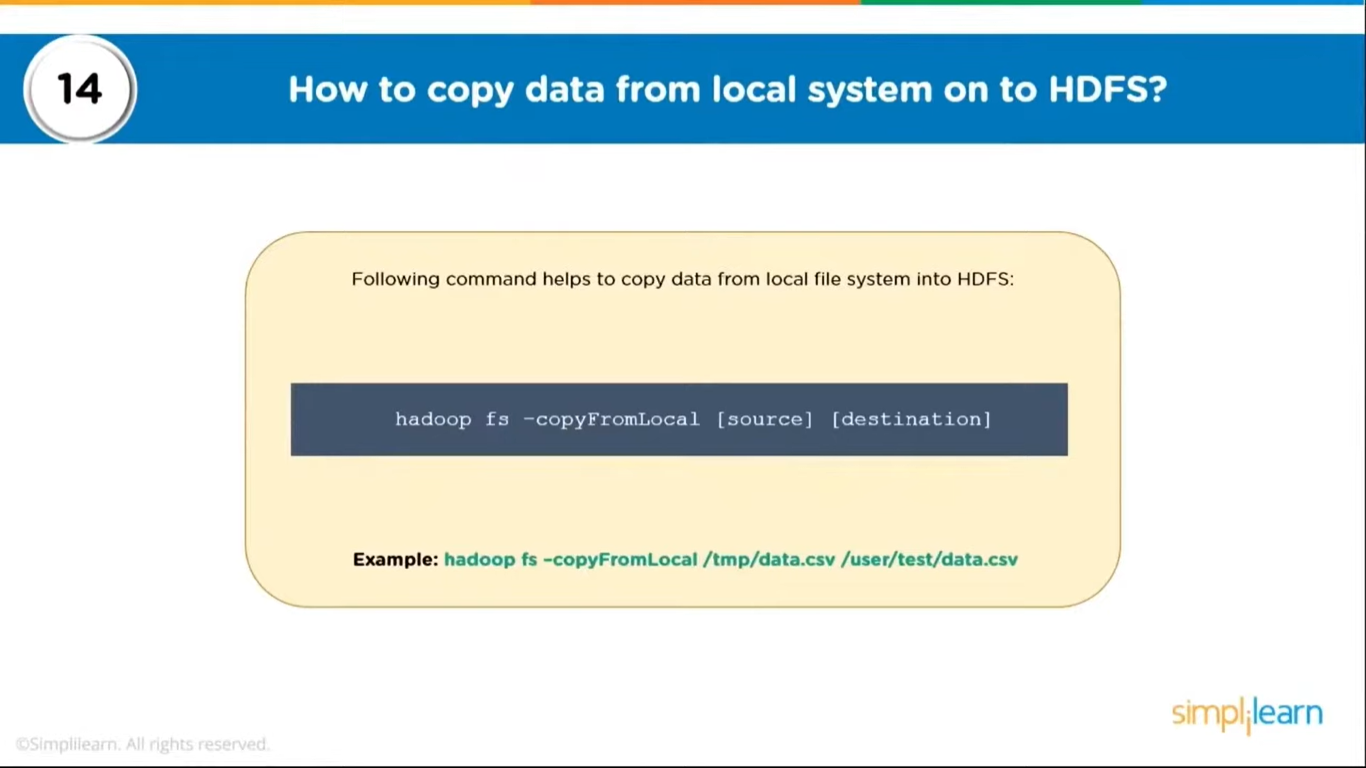 14
How to copy data from local system on to HDFS?
Following command helps to copy data from local file system into HDFS:
hadoop fs –copyFromLocal [source] [destination]
Example: hadoop fs –copyFromLocal /tmp/data.csv /user/test/data.csv
simplilearn
©Simplilearn. All rights reserved.